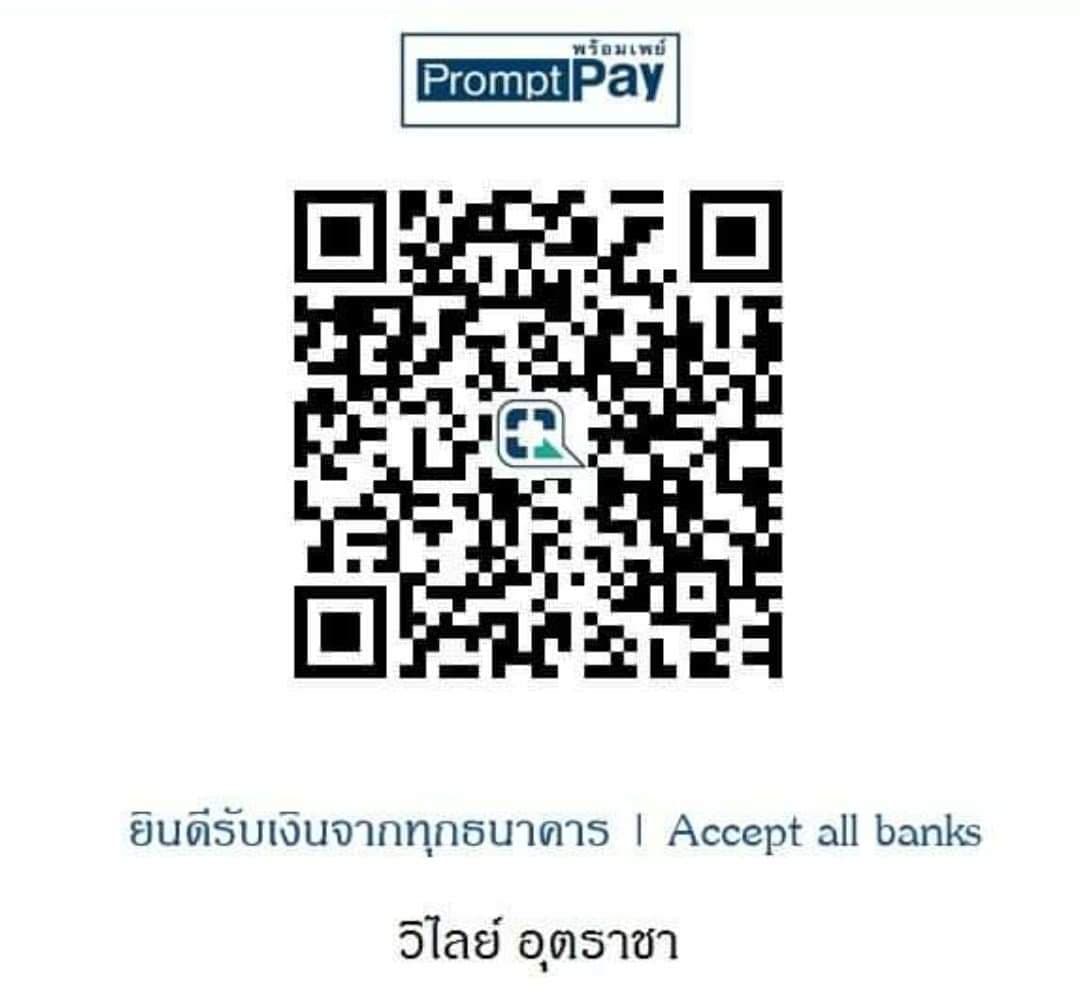 พร้อมเพย์
PromptPay
ยินดีรับเงินจากทุกธนาคาร | Accept all banks
วิไลย์ อุตราชา